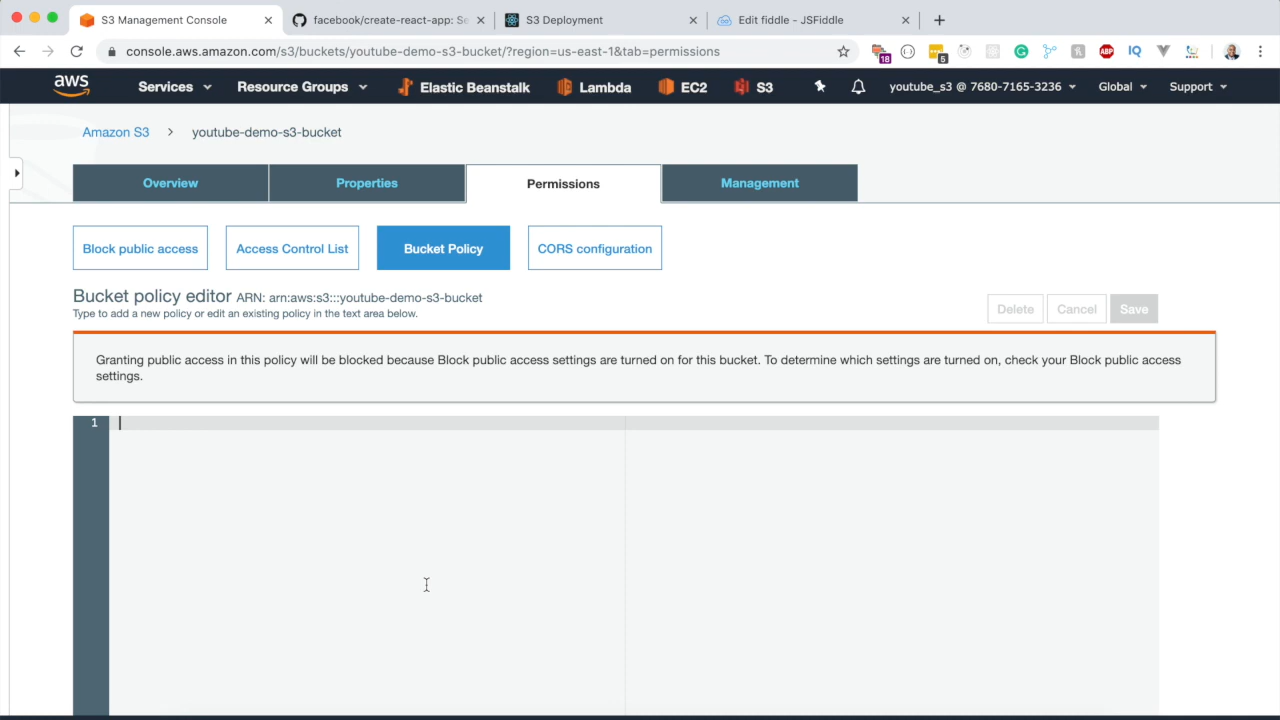 S3 Management Console
facebook/create-react-app: Se
S3 Deployment
Edit fiddle - JSFiddle
console.aws.amazon.com/s3/buckets/youtube-demo-s3-bucket/?region=us-east-1&tab=permissions
18
5
ABP
IQ
aws
Services
Resource Groups
Elastic Beanstalk
Lambda
EC2
S3
youtube_s3 @ 7680-7165-3236
Global
Support
Amazon S3
youtube-demo-s3-bucket
Overview
Properties
Permissions
Management
Block public access
Access Control List
Bucket Policy
CORS configuration
Bucket policy editor ARN: arn:aws:s3:::youtube-demo-s3-bucket
Type to add a new policy or edit an existing policy in the text area below.
Delete
Cancel
Save
Granting public access in this policy will be blocked because Block public access settings are turned on for this bucket. To determine which settings are turned on, check your Block public access
settings.
1